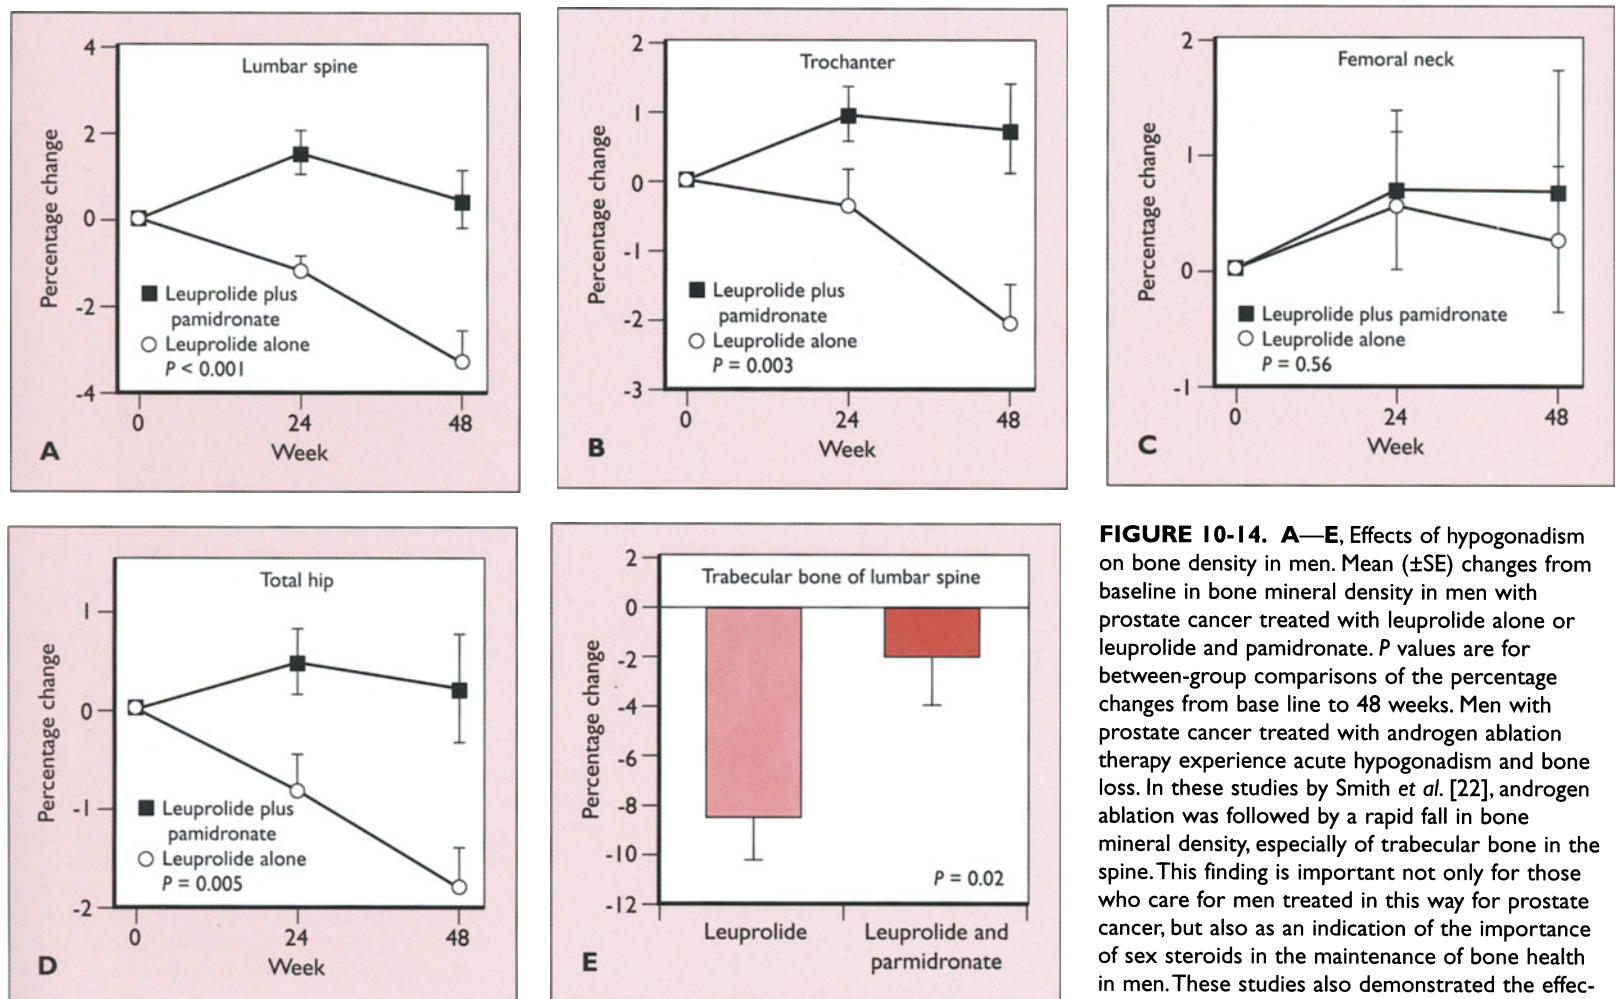 Lumbar spine
Percentage change
4
2
0
-2
-4
Leuprolide plus
pamidronate
Leuprolide alone
P < 0.001
0
24
48
Week
A
Trochanter
Percentage change
2
1
0
-1
-2
-3
Leuprolide plus
pamidronate
Leuprolide alone
P = 0.003
0
24
48
Week
B
Femoral neck
Percentage change
2
1
0
-1
Leuprolide plus pamidronate
Leuprolide alone
P = 0.56
0
24
48
Week
C
Total hip
Percentage change
1
0
-1
-2
Leuprolide plus
pamidronate
Leuprolide alone
P = 0.005
0
24
48
Week
D
Trabecular bone of lumbar spine
Percentage change
2
0
-2
-4
-6
-8
-10
-12
P = 0.02
Leuprolide
Leuprolide and
parmidronate
E
FIGURE 10-14. A—E, Effects of hypogonadism
on bone density in men. Mean (±SE) changes from
baseline in bone mineral density in men with
prostate cancer treated with leuprolide alone or
leuprolide and pamidronate. P values are for
between-group comparisons of the percentage
changes from base line to 48 weeks. Men with
prostate cancer treated with androgen ablation
therapy experience acute hypogonadism and bone
loss. In these studies by Smith et al. [22], androgen
ablation was followed by a rapid fall in bone
mineral density, especially of trabecular bone in the
spine. This finding is important not only for those
who care for men treated in this way for prostate
cancer, but also as an indication of the importance
of sex steroids in the maintenance of bone health
in men. These studies also demonstrated the effec-